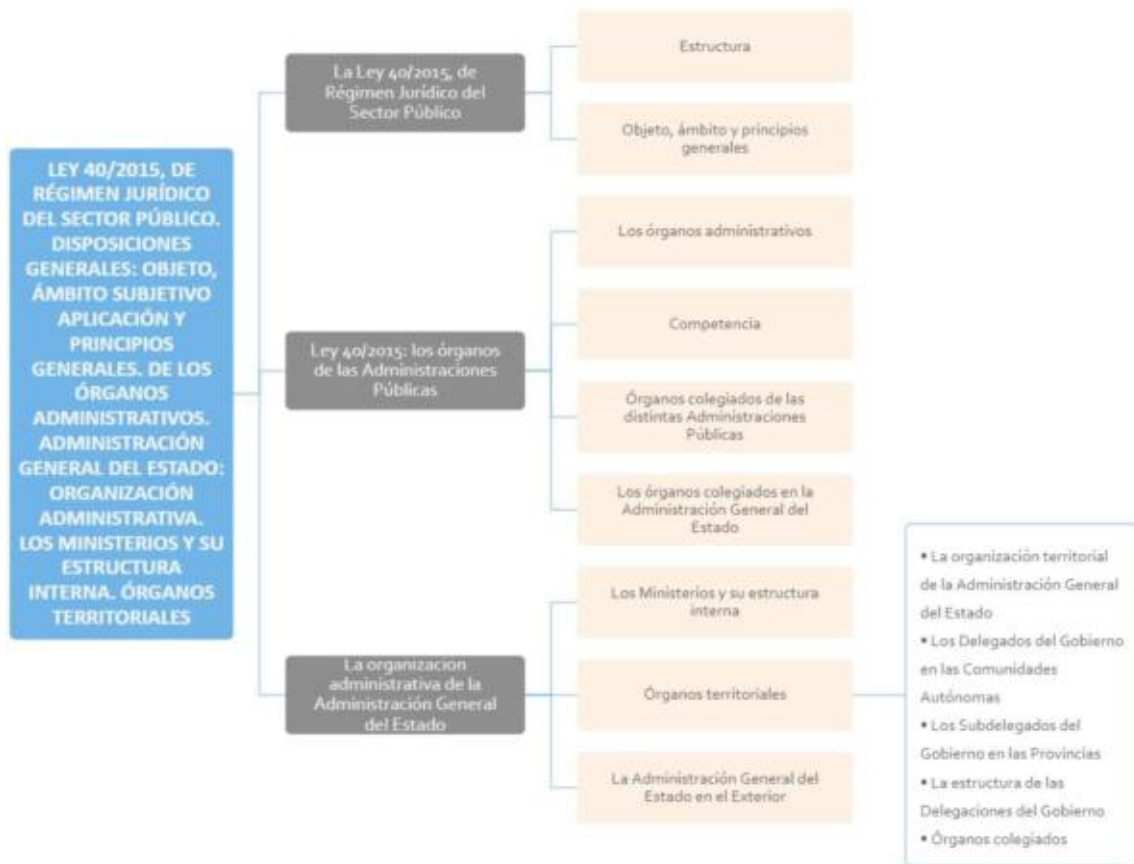 LEY 40/2015, DE
RÉGIMEN JURÍDICO
DEL SECTOR PÚBLICO.
DISPOSICIONES
GENERALES: OBJETO,
ÁMBITO SUBJETIVO
APLICACIÓN Y
PRINCIPIOS
GENERALES. DE LOS
ÓRGANOS
ADMINISTRATIVOS.
ADMINISTRACIÓN
GENERAL DEL ESTADO:
ORGANIZACIÓN
ADMINISTRATIVA.
LOS MINISTERIOS Y SU
ESTRUCTURA
INTERNA. ÓRGANOS
TERRITORIALES
La Ley 40/2015, de
Régimen Jurídico del
Sector Público
Estructura
Objeto, ámbito y principios
generales
Ley 40/2015: los órganos
de las Administraciones
Públicas
Los órganos administrativos
Competencia
Órganos colegiados de las
distintas Administraciones
Públicas
Los órganos colegiados en la
Administración General del
Estado
La organizacion
administrativa de la
Administración General
del Estado
Los Ministerios y su estructura
interna
Órganos territoriales
• La organización territorial
de la Administración General
del Estado
• Los Delegados del Gobierno
en las Comunidades
Autónomas
• Los Subdelegados del
Gobierno en las Provincias
• La estructura de las
Delegaciones del Gobierno
• Órganos colegiados
La Administración General del
Estado en el Exterior